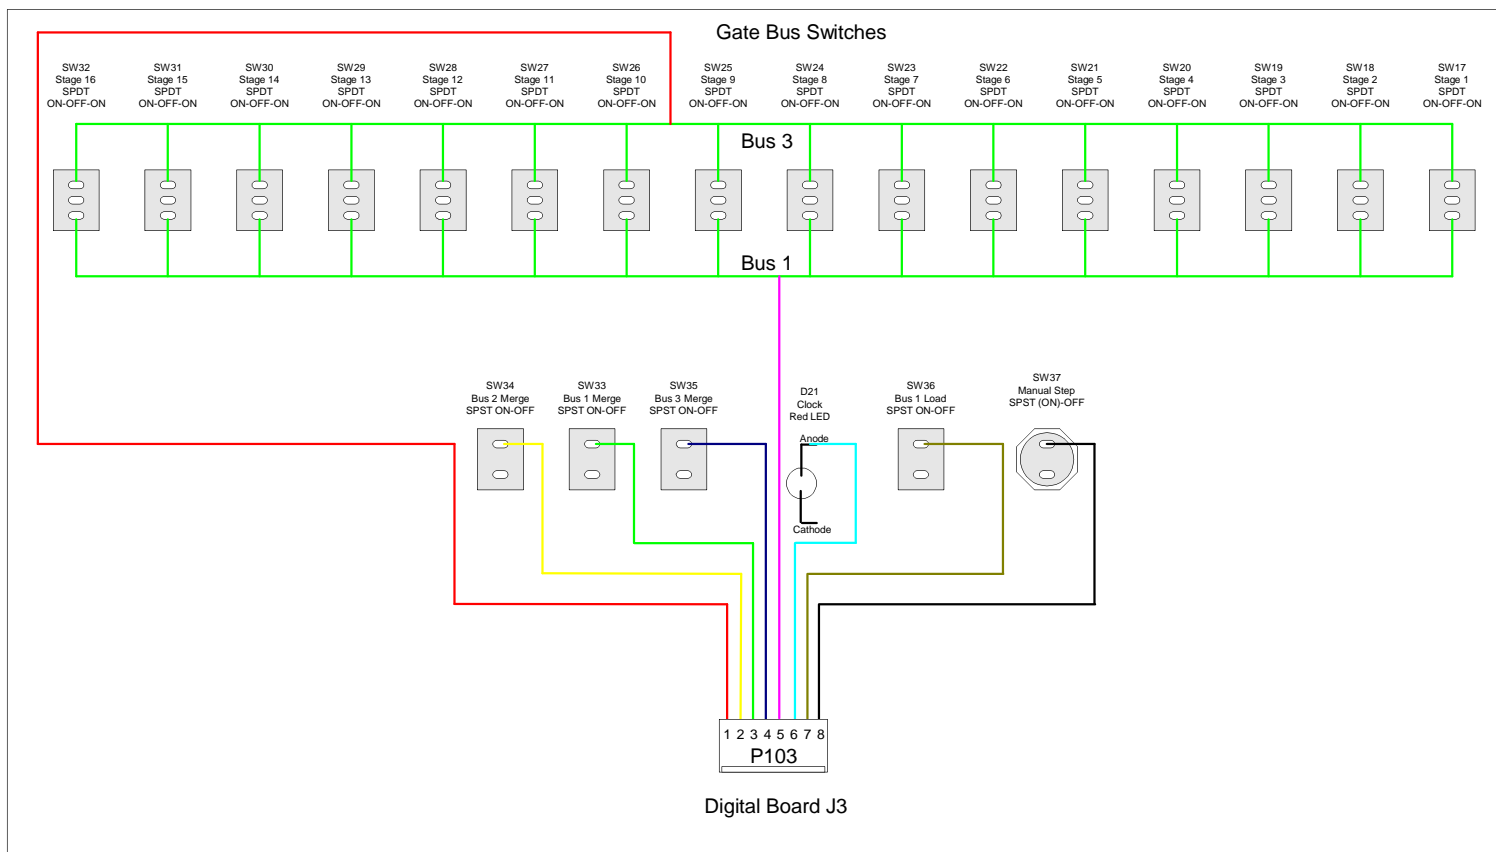 Gate Bus Switches
SW32
Stage 16
SPDT
ON-OFF-ON
SW31
Stage 15
SPDT
ON-OFF-ON
SW30
Stage 14
SPDT
ON-OFF-ON
SW29
Stage 13
SPDT
ON-OFF-ON
SW28
Stage 12
SPDT
ON-OFF-ON
SW27
Stage 11
SPDT
ON-OFF-ON
SW26
Stage 10
SPDT
ON-OFF-ON
SW25
Stage 9
SPDT
ON-OFF-ON
SW24
Stage 8
SPDT
ON-OFF-ON
SW23
Stage 7
SPDT
ON-OFF-ON
SW22
Stage 6
SPDT
ON-OFF-ON
SW21
Stage 5
SPDT
ON-OFF-ON
SW20
Stage 4
SPDT
ON-OFF-ON
SW19
Stage 3
SPDT
ON-OFF-ON
SW18
Stage 2
SPDT
ON-OFF-ON
SW17
Stage 1
SPDT
ON-OFF-ON
Bus 3
Bus 1
SW34
Bus 2 Merge
SPST ON-OFF
SW33
Bus 1 Merge
SPST ON-OFF
SW35
Bus 3 Merge
SPST ON-OFF
D21
Clock
Red LED
Anode
Cathode
SW36
Bus 1 Load
SPST ON-OFF
SW37
Manual Step
SPST (ON)-OFF
1 2 3 4 5 6 7 8
P103
Digital Board J3